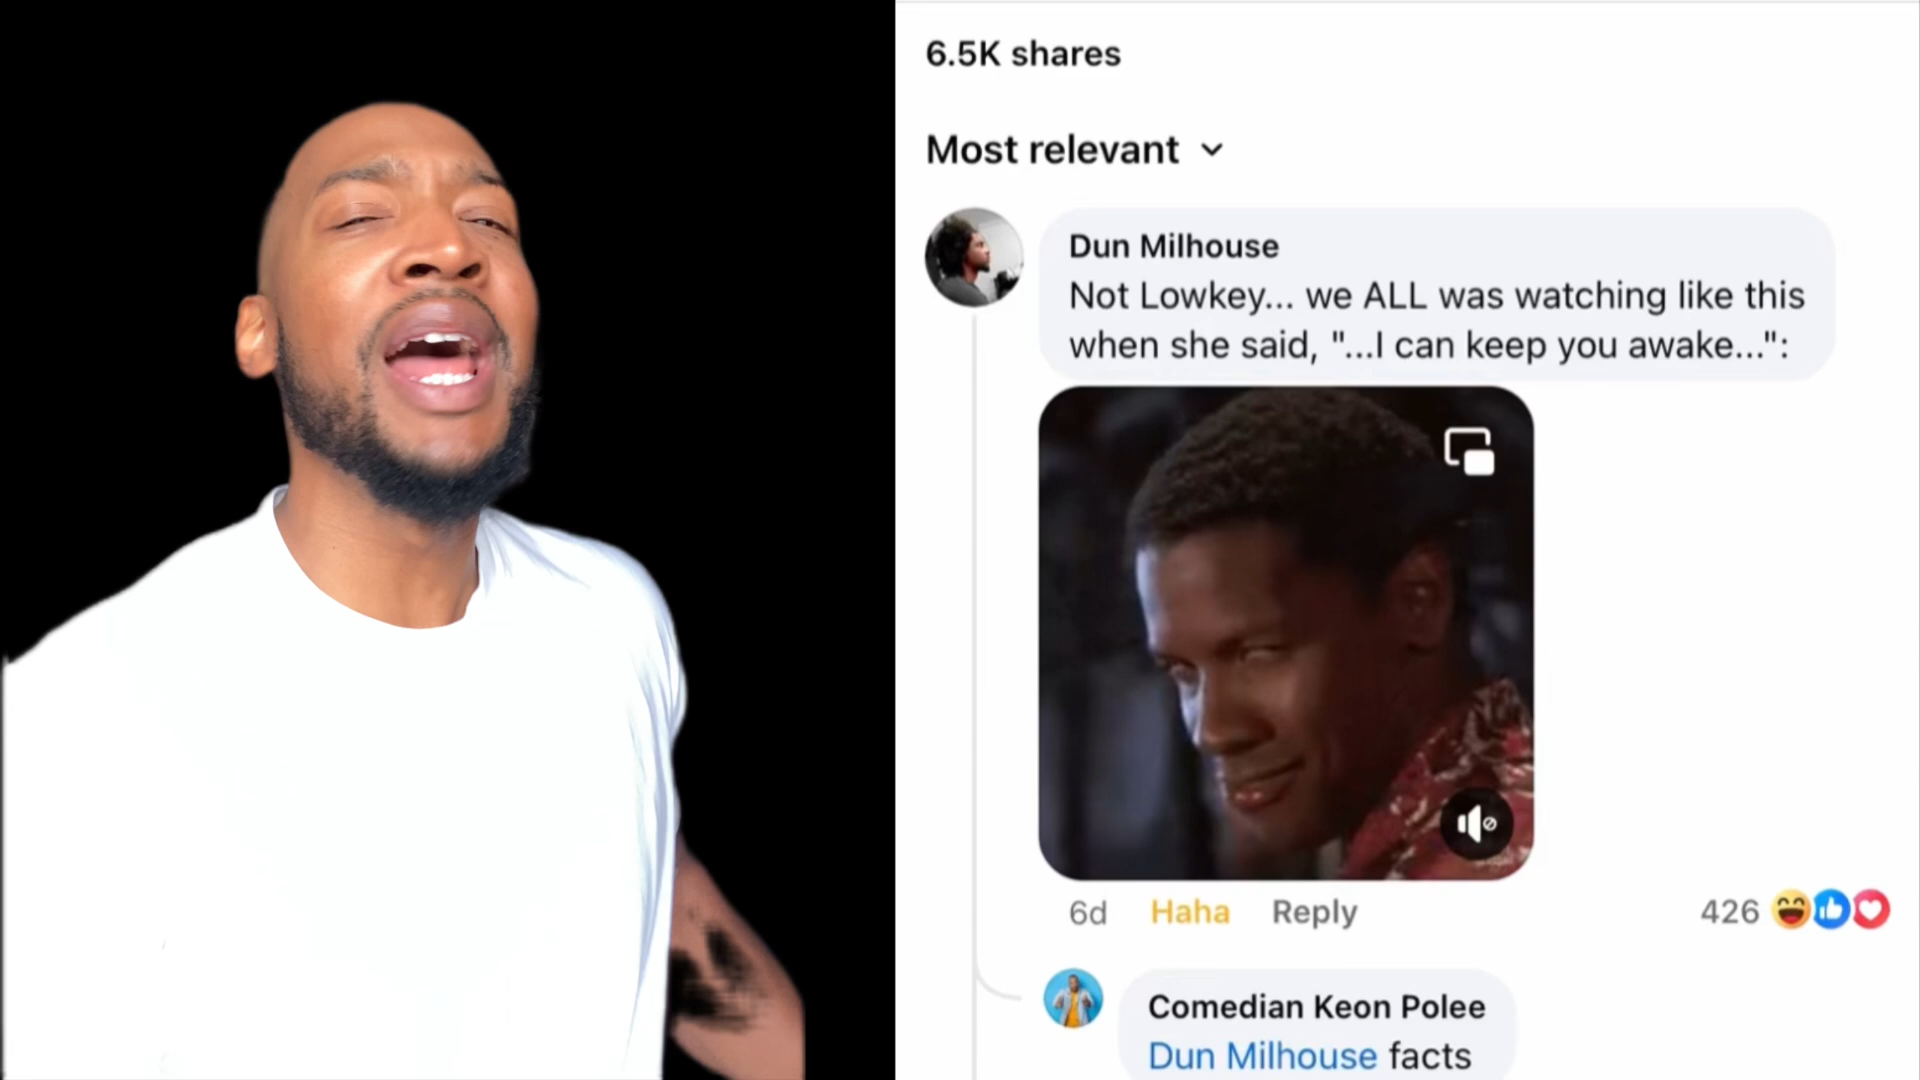 6.5K shares
Most relevant
Dun Milhouse
Not Lowkey... we ALL was watching like this
when she said, "...I can keep you awake...":
6d Haha Reply 426
Comedian Keon Polee
Dun Milhouse facts